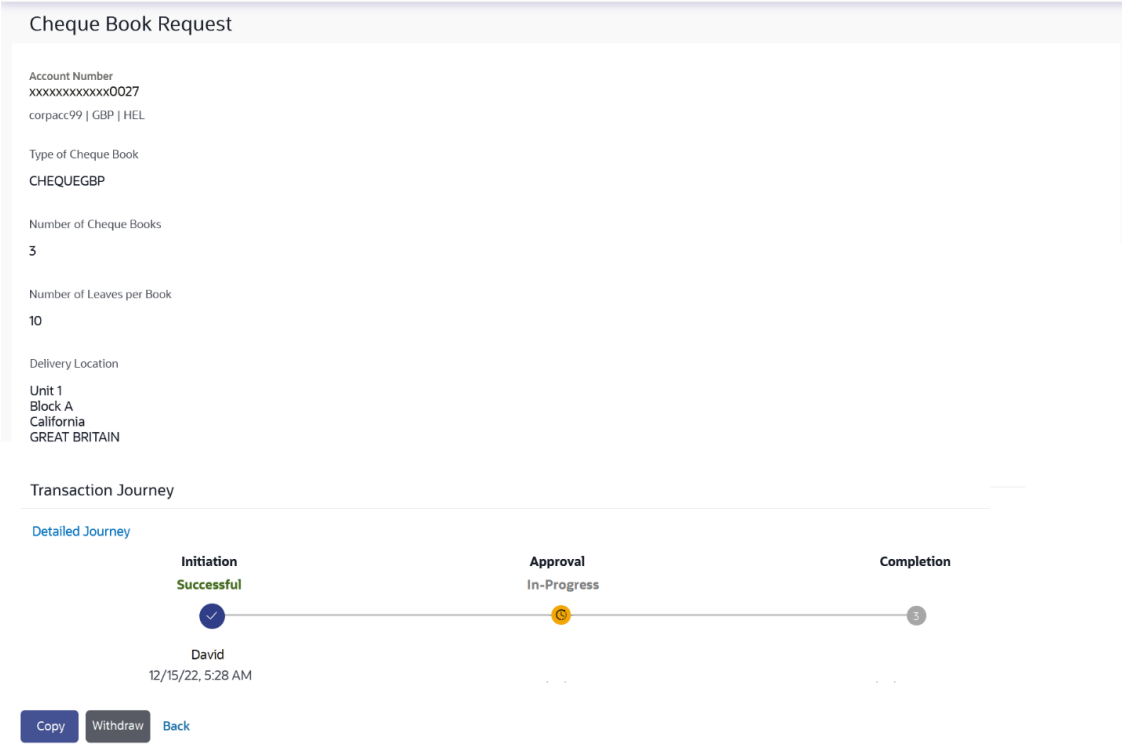 Cheque Book Request
Account Number
xxxxxxxxxxxx0027
corpacc99 | GBP | HEL
Type of Cheque Book
CHEQUEGBP
Number of Cheque Books
3
Number of Leaves per Book
10
Delivery Location
Unit 1
Block A
California
GREAT BRITAIN
Transaction Journey
Detailed Journey
Initiation Approval Completion
Successful In-Progress
3
David
12/15/22, 5:28 AM
Copy Withdraw Back